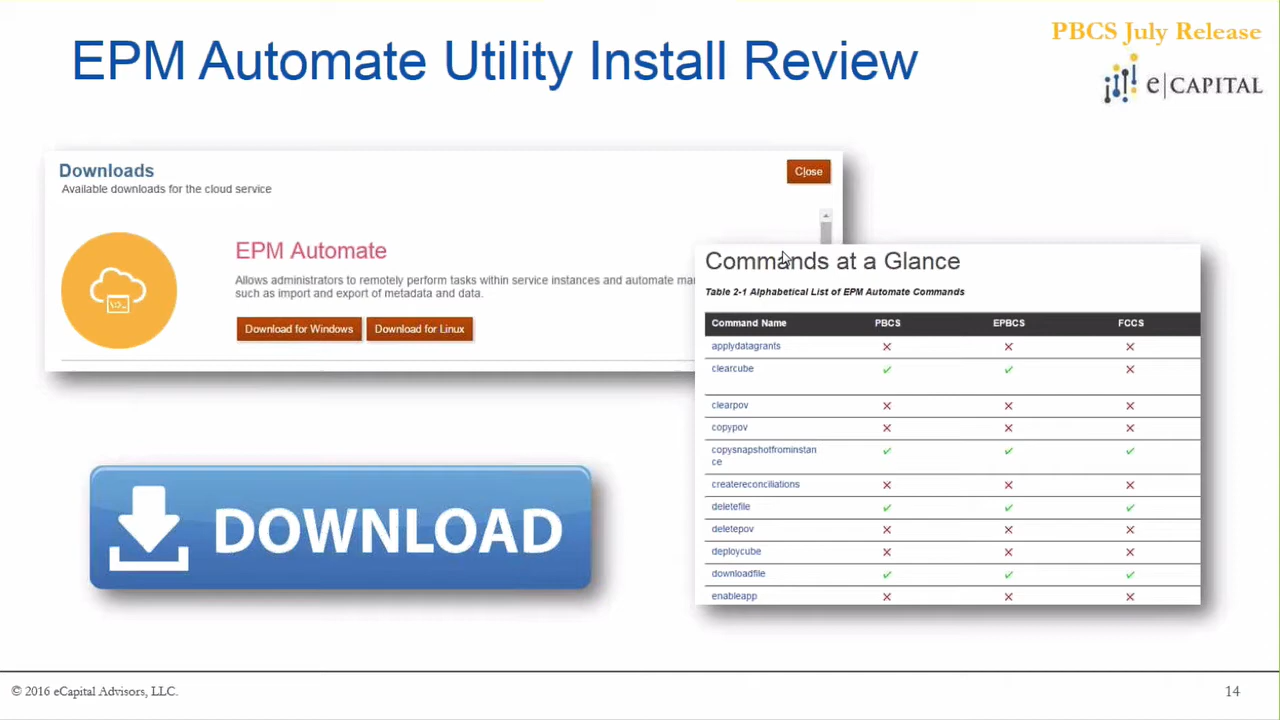 PBCS July Release
EPM Automate Utility Install Review
e|CAPITAL
Downloads
Close
Available downloads for the cloud service
EPM Automate
Allows administrators to remotely perform tasks within service instances and automate
such as import and export of metadata and data.
Download for Windows Download for Linux
DOWNLOAD
Commands at a Glance
Table 2-1 Alphabetical List of EPM Automate Commands
Command Name PBCS EPBCS FCCS
applydatagrants ✕ ✕ ✕
clearcube ✓ ✓ ✕
clearpov ✕ ✕ ✕
copypov ✕ ✕ ✕
copysnapshotfrominstan ✓ ✓ ✓
ce
createreconciliations ✕ ✕ ✕
deletefile ✓ ✓ ✓
deletepov ✕ ✕ ✕
deploycube ✕ ✕ ✕
downloadfile ✓ ✓ ✓
enableapp ✕ ✕ ✕
© 2016 eCapital Advisors, LLC.
14